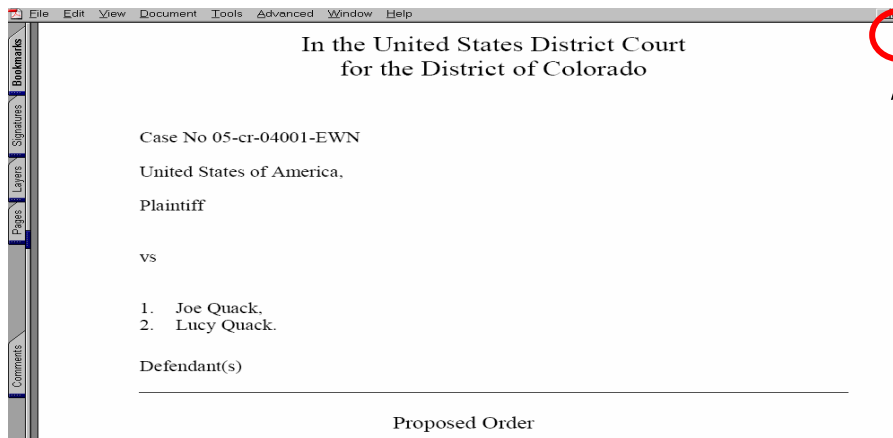 File Edit View Document Tools Advanced Window Help
Bookmarks
Signatures
Layers
Pages
Comments
In the United States District Court
for the District of Colorado
Case No 05-cr-04001-EWN
United States of America,
Plaintiff
vs
1. Joe Quack,
2. Lucy Quack.
Defendant(s)
Proposed Order